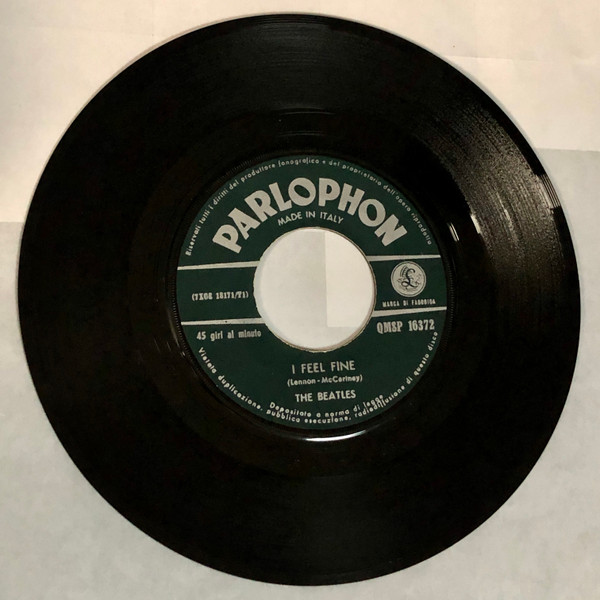 Riservati tutti i diritti del produttore fonografico e del proprietario dell'opera riprodotta
PARLOPHON
MADE IN ITALY
(7XCE 18171/T1)
£
MARCA DI FABBRICA
45 giri al minuto
QMSP 16372
I FEEL FINE
(Lennon-McCartney)
THE BEATLES
Depositato a norma di legge
Vietata duplicazione, pubblica esecuzione, radiodiffusione di questo disco